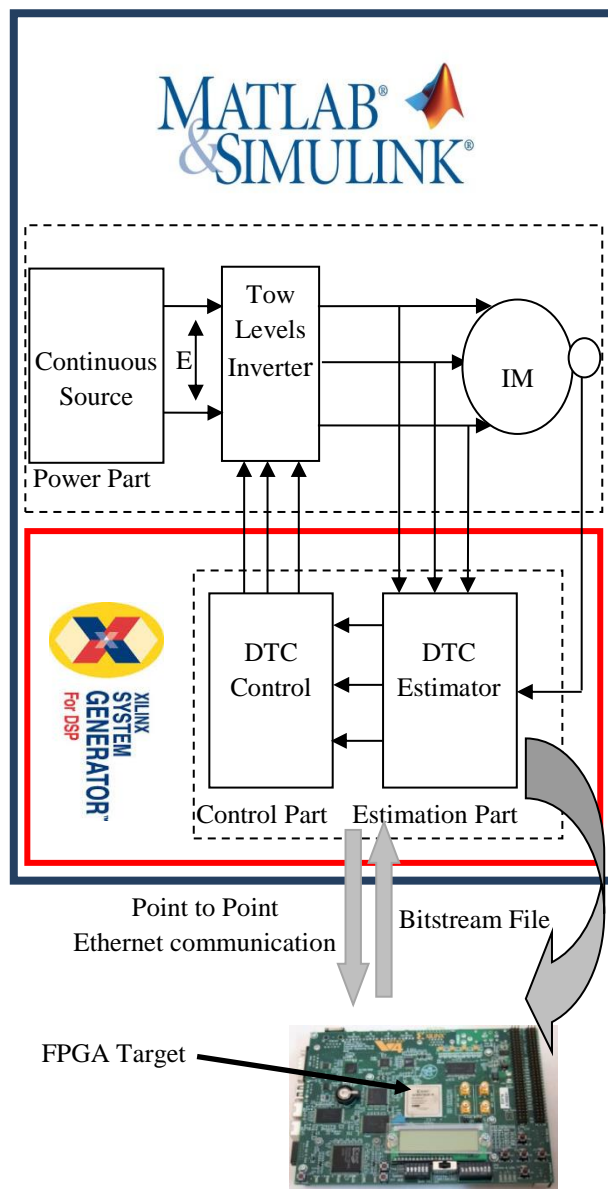 MATLAB®
&SIMULINK®
Tow
Levels
Inverter
Continuous
Source
E
IM
Power Part
DTC
Control
DTC
Estimator
XILINX
SYSTEM
GENERATOR™
For DSP
Control Part
Estimation Part
Point to Point
Ethernet communication
Bitstream File
FPGA Target